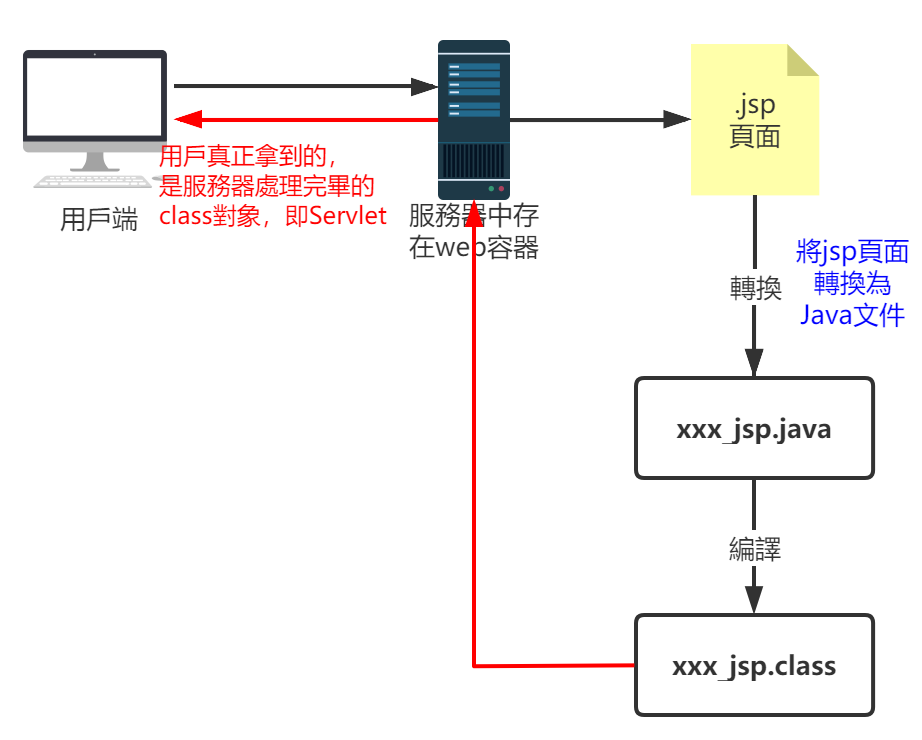 .jsp
頁面
用戶真正拿到的，
是服務器處理完畢的
class對象，即Servlet
用戶端
服務器中存
在web容器
將jsp頁面
轉換為
Java文件
轉換
xxx_jsp.java
編譯
xxx_jsp.class